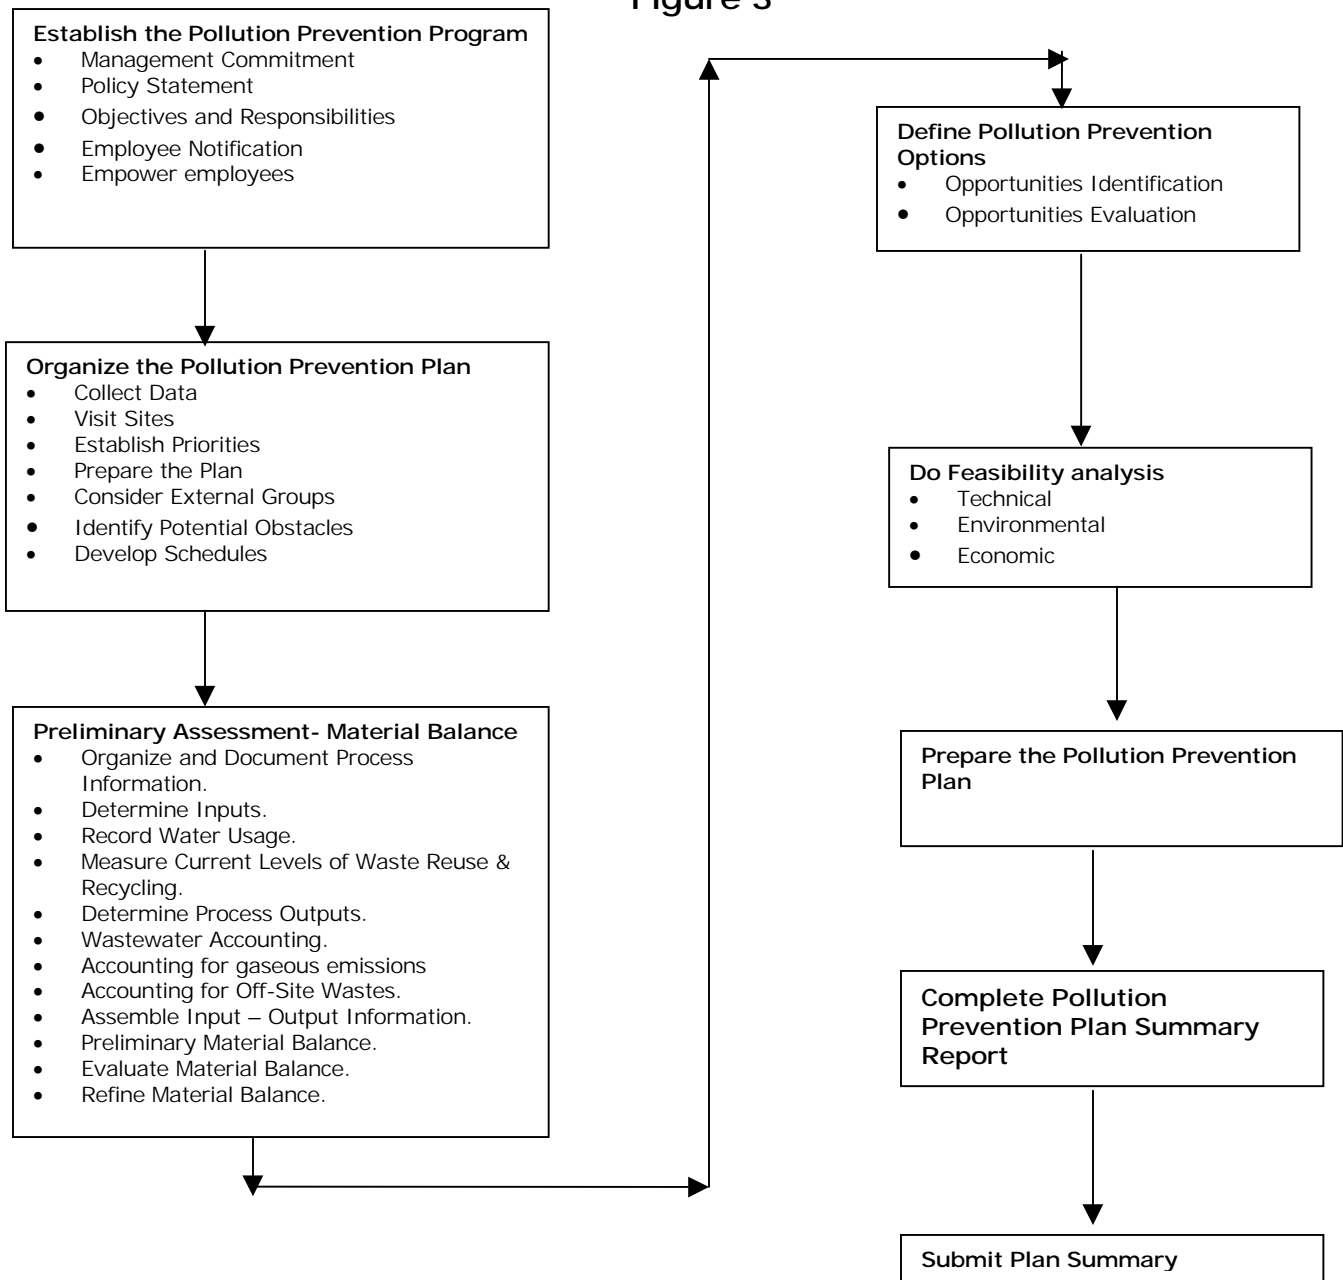 Figure 3
Establish the Pollution Prevention Program
• Management Commitment
• Policy Statement
• Objectives and Responsibilities
• Employee Notification
• Empower employees
Organize the Pollution Prevention Plan
• Collect Data
• Visit Sites
• Establish Priorities
• Prepare the Plan
• Consider External Groups
• Identify Potential Obstacles
• Develop Schedules
Preliminary Assessment- Material Balance
• Organize and Document Process
Information.
• Determine Inputs.
• Record Water Usage.
• Measure Current Levels of Waste Reuse &
Recycling.
• Determine Process Outputs.
• Wastewater Accounting.
• Accounting for gaseous emissions
• Accounting for Off-Site Wastes.
• Assemble Input – Output Information.
• Preliminary Material Balance.
• Evaluate Material Balance.
• Refine Material Balance.
Define Pollution Prevention
Options
• Opportunities Identification
• Opportunities Evaluation
Do Feasibility analysis
• Technical
• Environmental
• Economic
Prepare the Pollution Prevention
Plan
Complete Pollution
Prevention Plan Summary
Report
Submit Plan Summary